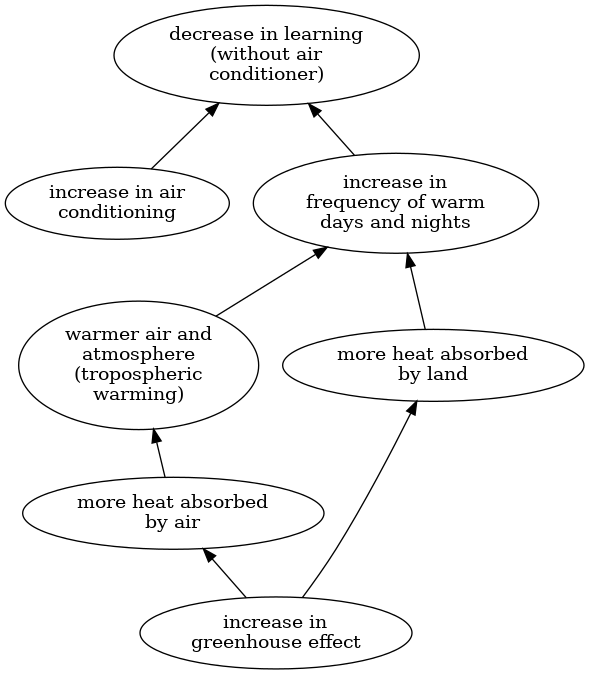 decrease in learning
(without air
conditioner)
increase in air
conditioning
increase in
frequency of warm
days and nights
warmer air and
atmosphere
(tropospheric
warming)
more heat absorbed
by land
more heat absorbed
by air
increase in
greenhouse effect